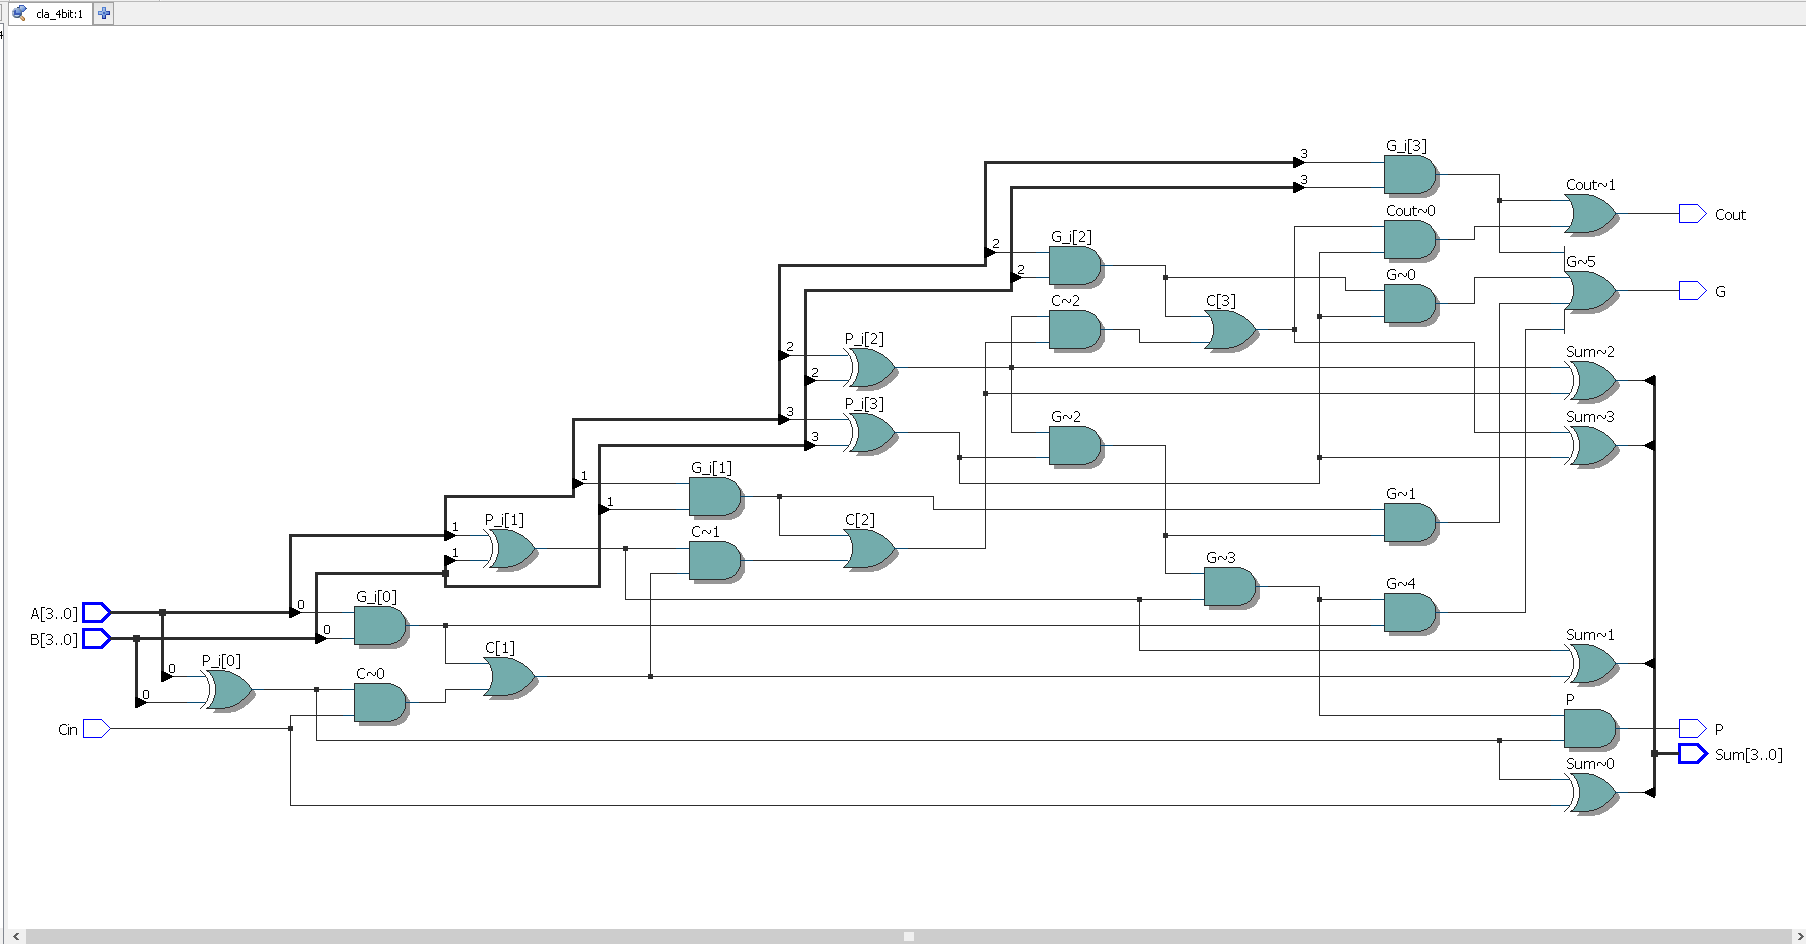 cla_4bit:1
G_i[3]
3
3
Cout~1
Cout~0
Cout
G_i[2]
2
2
G~5
G~0
G
C~2
C[3]
P_i[2]
2
2
Sum~2
P_i[3]
3
3
G~2
Sum~3
G_i[1]
1
1
G~1
P_i[1]
1
1
C~1
C[2]
G~3
G~4
A[3..0]
0
G_i[0]
B[3..0]
0
Sum~1
C[1]
P_i[0]
0
0
C~0
P
Cin
P
Sum[3..0]
Sum~0